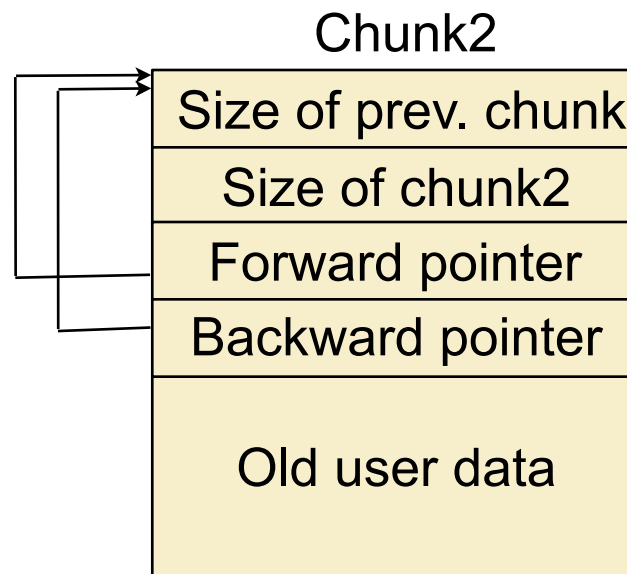 Chunk2
Size of prev. chunk
Size of chunk2
Forward pointer
Backward pointer
Old user data